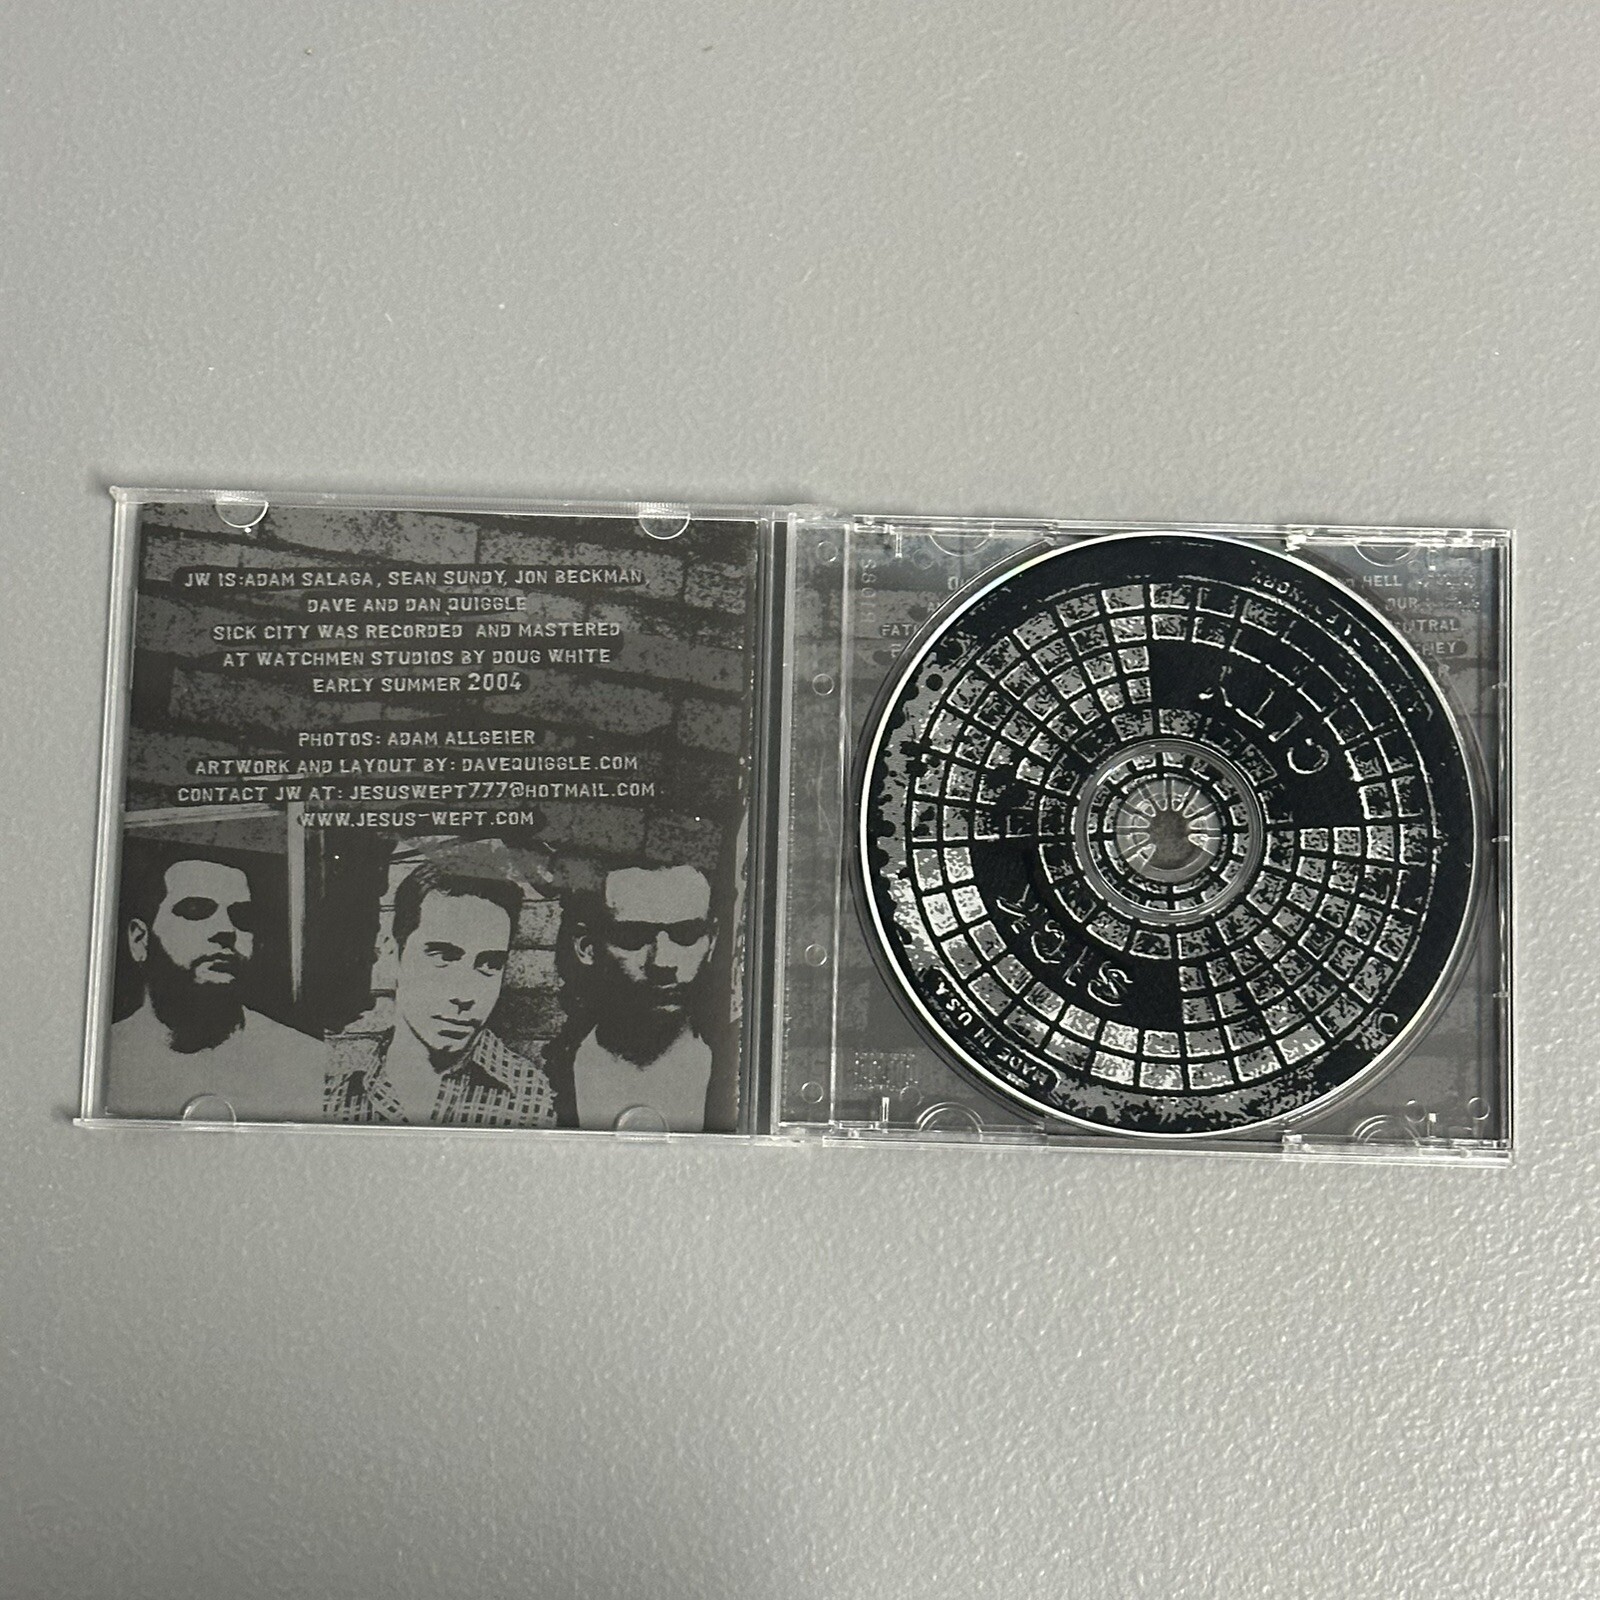 JW IS:ADAM SALAGA, SEAN SUNDY, JON BECKMAN,
DAVE AND DAN QUIGGLE
SICK CITY WAS RECORDED AND MASTERED
AT WATCHMEN STUDIOS BY DOUG WHITE
EARLY SUMMER 2004
PHOTOS: ADAM ALLGEIER
ARTWORK AND LAYOUT BY: DAVEQUIGGLE.COM
CONTACT JW AT: JESUSWEPT777@HOTMAIL.COM
WWW.JESUS-WEPT.COM
HELL
OUR
CITY
SICK
MADE IN U.S.A.